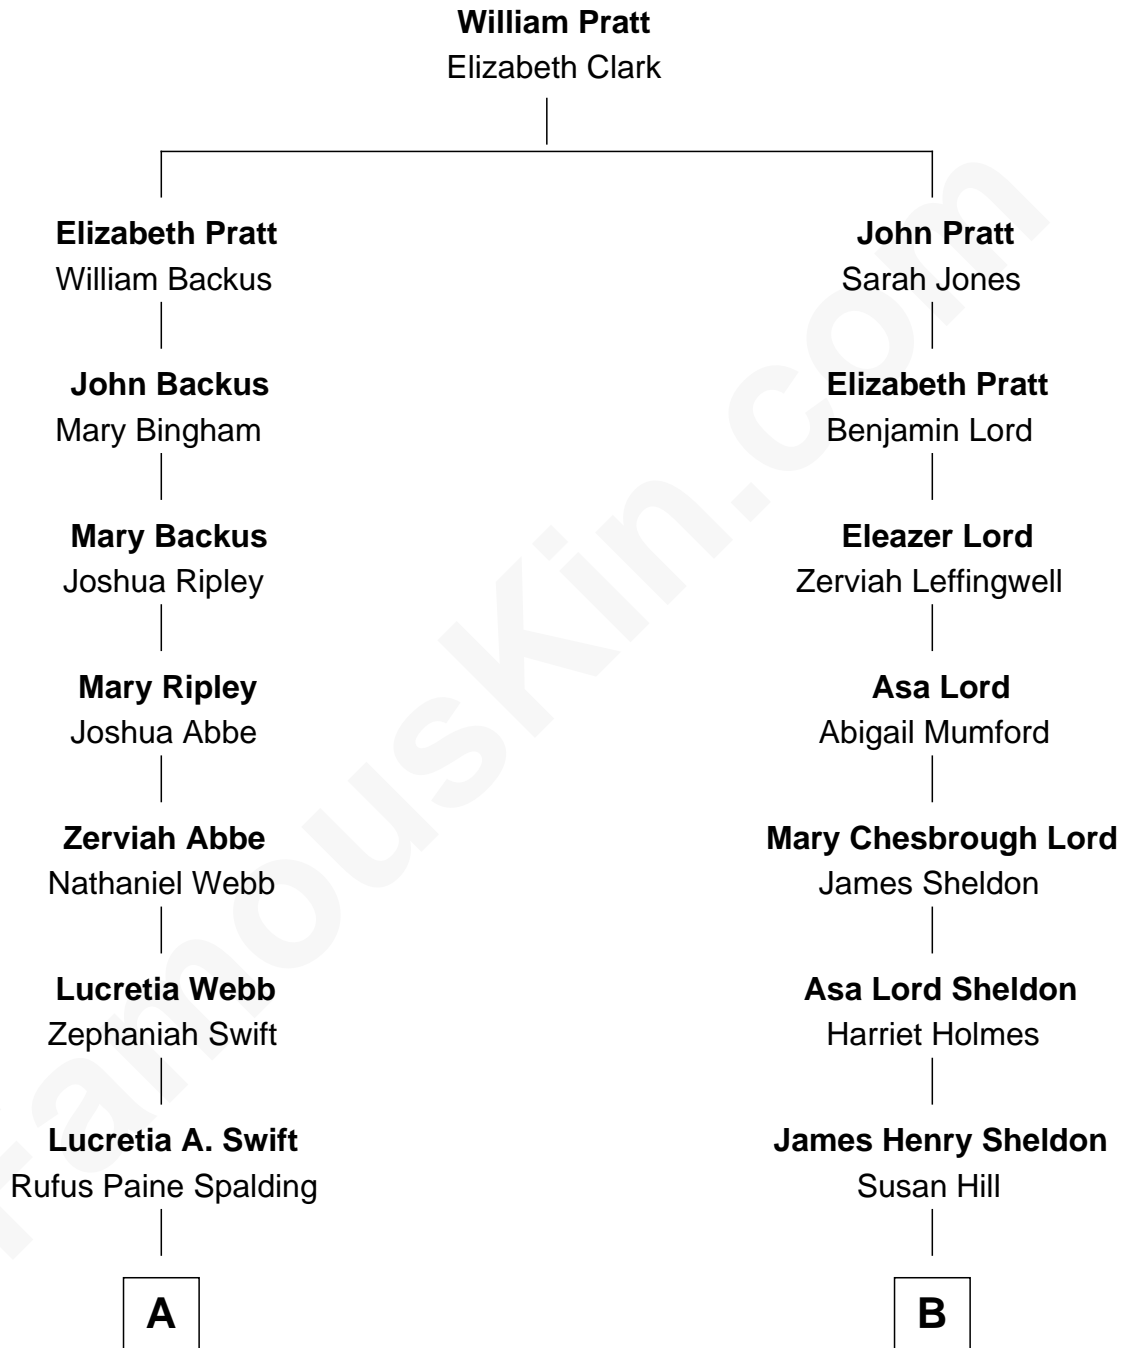 William Pratt
Elizabeth Clark
Elizabeth Pratt
William Backus
John Backus
Mary Bingham
Mary Backus
Joshua Ripley
Mary Ripley
Joshua Abbe
Zerviah Abbe
Nathaniel Webb
Lucretia Webb
Zephaniah Swift
Lucretia A. Swift
Rufus Paine Spalding
A
John Pratt
Sarah Jones
Elizabeth Pratt
Benjamin Lord
Eleazer Lord
Zerviah Leffingwell
Asa Lord
Abigail Mumford
Mary Chesbrough Lord
James Sheldon
Asa Lord Sheldon
Harriet Holmes
James Henry Sheldon
Susan Hill
B
FamousKin.com